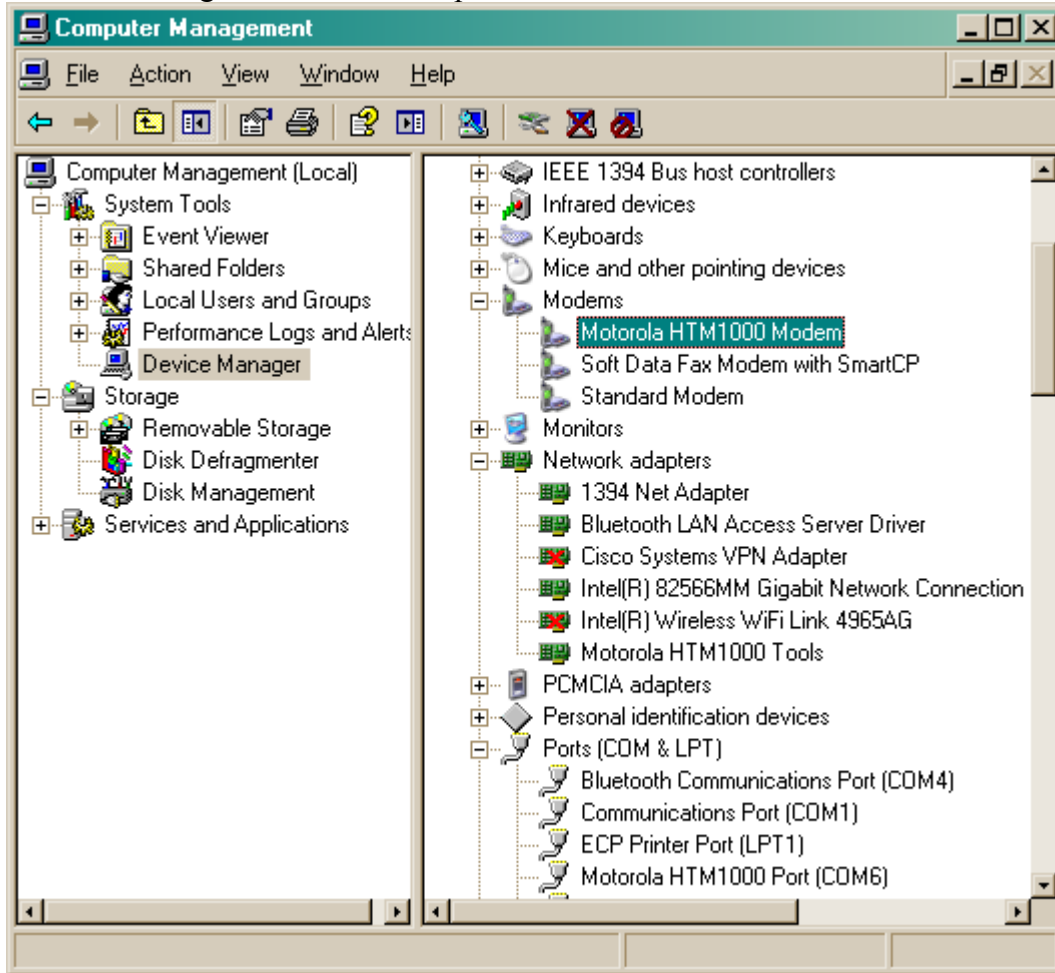 Computer Management
File Action View Window Help
Computer Management (Local)
System Tools
Event Viewer
Shared Folders
Local Users and Groups
Performance Logs and Alerts
Device Manager
Storage
Removable Storage
Disk Defragmenter
Disk Management
Services and Applications
IEEE 1394 Bus host controllers
Infrared devices
Keyboards
Mice and other pointing devices
Modems
Motorola HTM1000 Modem
Soft Data Fax Modem with SmartCP
Standard Modem
Monitors
Network adapters
1394 Net Adapter
Bluetooth LAN Access Server Driver
Cisco Systems VPN Adapter
Intel(R) 82566MM Gigabit Network Connection
Intel(R) Wireless WiFi Link 4965AG
Motorola HTM1000 Tools
PCMCIA adapters
Personal identification devices
Ports (COM & LPT)
Bluetooth Communications Port (COM4)
Communications Port (COM1)
ECP Printer Port (LPT1)
Motorola HTM1000 Port (COM6)